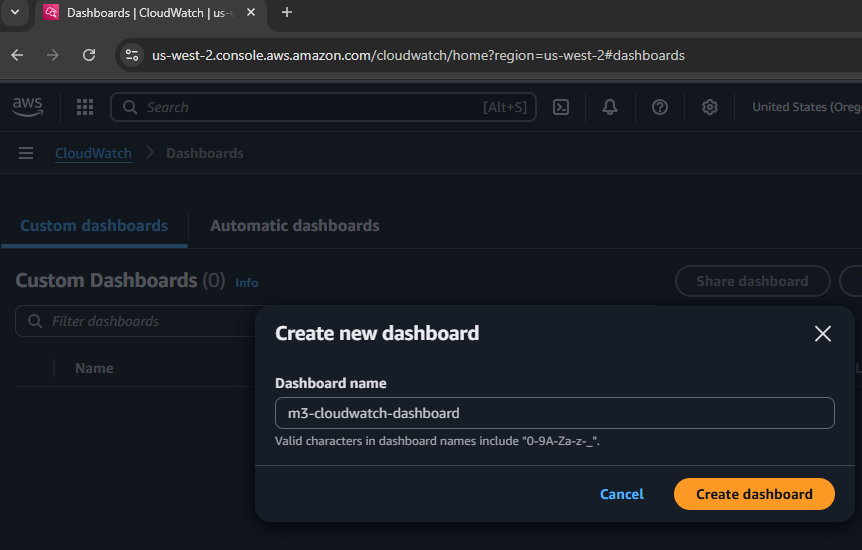 Dashboards | CloudWatch | us-w
us-west-2.console.aws.amazon.com/cloudwatch/home?region=us-west-2#dashboards
aws
Search
[Alt+S]
United States (Oreg
CloudWatch
Dashboards
Custom dashboards
Automatic dashboards
Custom Dashboards (0) Info
Share dashboard
Filter dashboards
Name
L
Create new dashboard
Dashboard name
m3-cloudwatch-dashboard
Valid characters in dashboard names include "0-9A-Za-z-_".
Cancel
Create dashboard